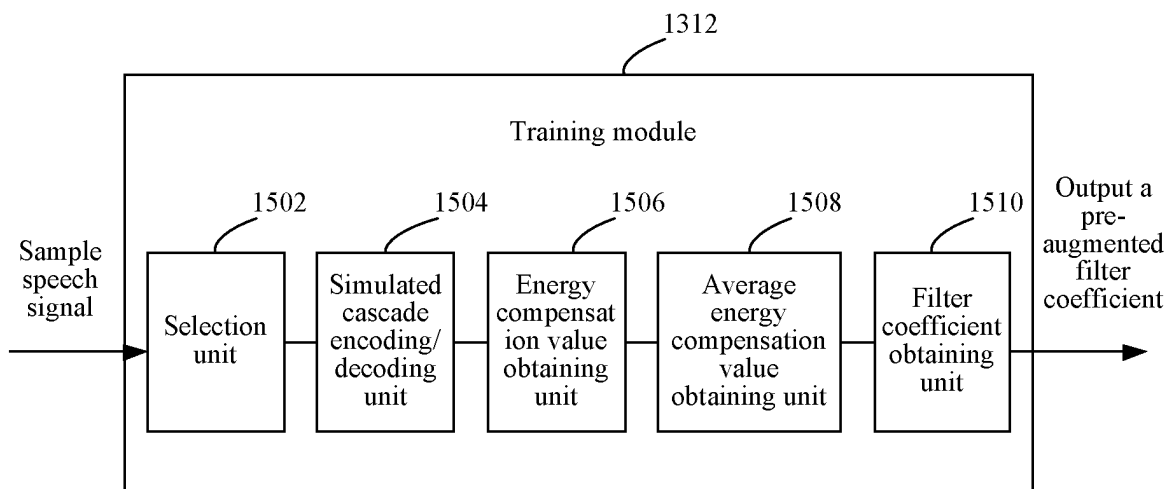 1312
Training module
1502
1504
1506
1508
1510
Sample
speech
signal
Selection
unit
Simulated
cascade
encoding/
decoding
unit
Energy
compensat
ion value
obtaining
unit
Average
energy
compensation
value
obtaining unit
Filter
coefficient
obtaining
unit
Output a
pre-
augmented
filter
coefficient